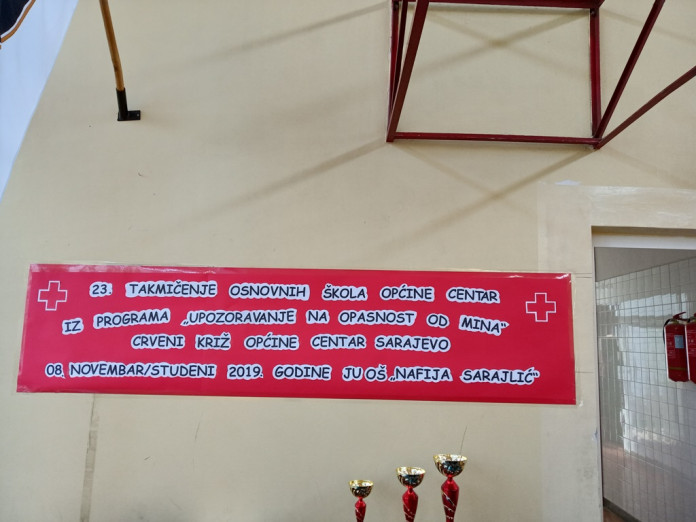 23. TAKMIČENJE OSNOVNIH ŠKOLA OPĆINE CENTAR
IZ PROGRAMA „UPOZORAVANJE NA OPASNOST OD MINA“
CRVENI KRIŽ OPĆINE CENTAR SARAJEVO
08. NOVEMBAR/STUDENI 2019. GODINE JU OŠ „NAFIJA SARAJLIĆ“